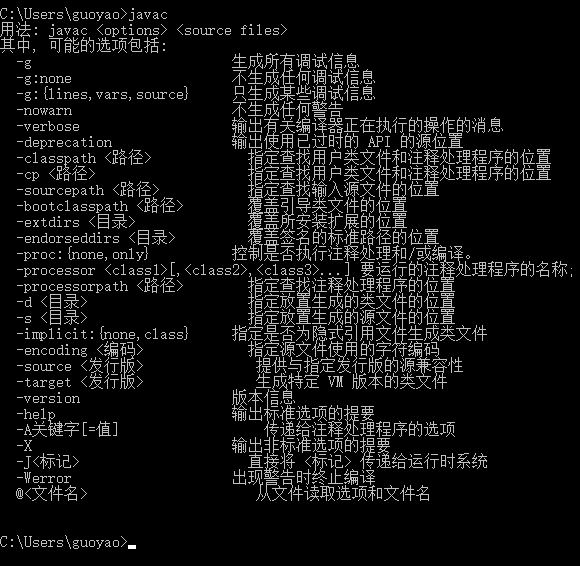 C:\Users\guoyao>javac
用法: javac <options> <source files>
其中, 可能的选项包括:
-g 生成所有调试信息
-g:none 不生成任何调试信息
-g:{lines,vars,source} 只生成某些调试信息
-nowarn 不生成任何警告
-verbose 输出有关编译器正在执行的操作的消息
-deprecation 输出使用已过时的 API 的源位置
-classpath <路径> 指定查找用户类文件和注释处理程序的位置
-cp <路径> 指定查找用户类文件和注释处理程序的位置
-sourcepath <路径> 指定查找输入源文件的位置
-bootclasspath <路径> 覆盖引导类文件的位置
-extdirs <目录> 覆盖所安装扩展的位置
-endorseddirs <目录> 覆盖签名的标准路径的位置
-proc:{none,only} 控制是否执行注释处理和/或编译。
-processor <class1>[,<class2>,<class3>...] 要运行的注释处理程序的名称;
-processorpath <路径> 指定查找注释处理程序的位置
-d <目录> 指定放置生成的类文件的位置
-s <目录> 指定放置生成的源文件的位置
-implicit:{none,class} 指定是否为隐式引用文件生成类文件
-encoding <编码> 指定源文件使用的字符编码
-source <发行版> 提供与指定发行版的源兼容性
-target <发行版> 生成特定 VM 版本的类文件
-version 版本信息
-help 输出标准选项的提要
-A关键字[=值] 传递给注释处理程序的选项
-X 输出非标准选项的提要
-J<标记> 直接将 <标记> 传递给运行时系统
-Werror 出现警告时终止编译
@<文件名> 从文件读取选项和文件名
C:\Users\guoyao>